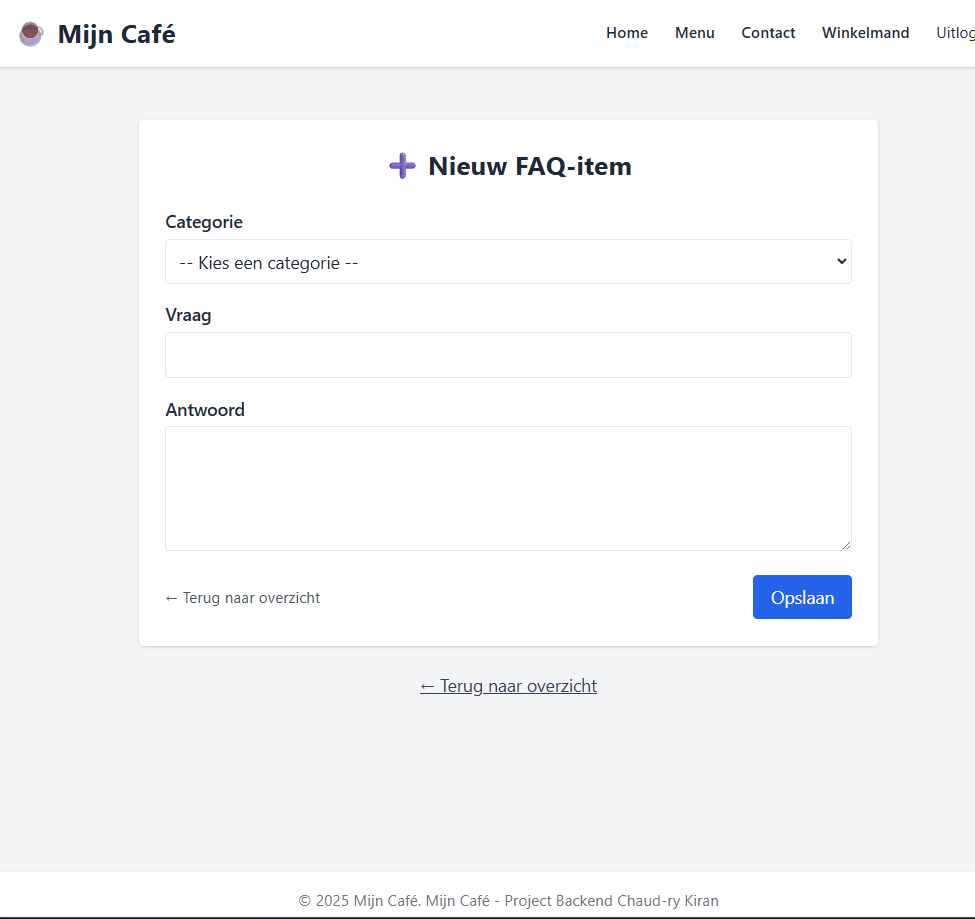 Mijn Café
Home Menu Contact Winkelmand Uitlog
Nieuw FAQ-item
Categorie
-- Kies een categorie --
Vraag
Antwoord
← Terug naar overzicht
Opslaan
← Terug naar overzicht
© 2025 Mijn Café. Mijn Café - Project Backend Chaud-ry Kiran